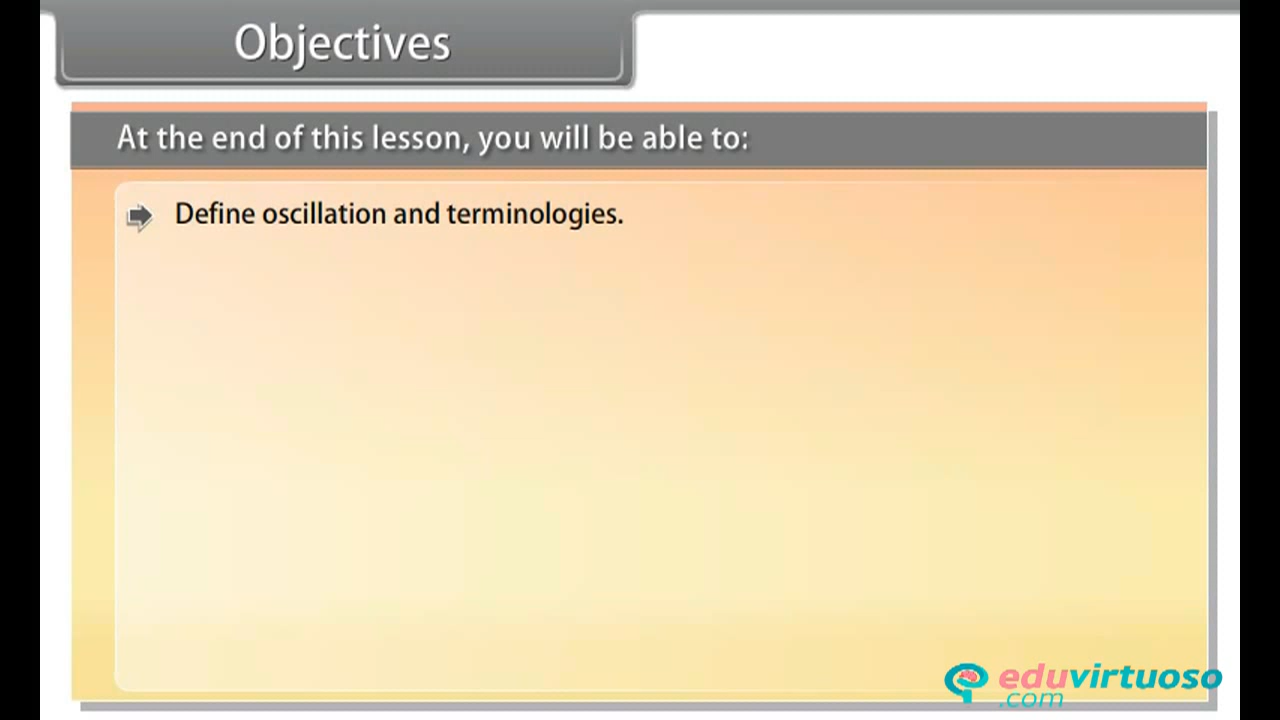 Objectives
At the end of this lesson, you will be able to:
Define oscillation and terminologies.
eduvirtuoso
.com